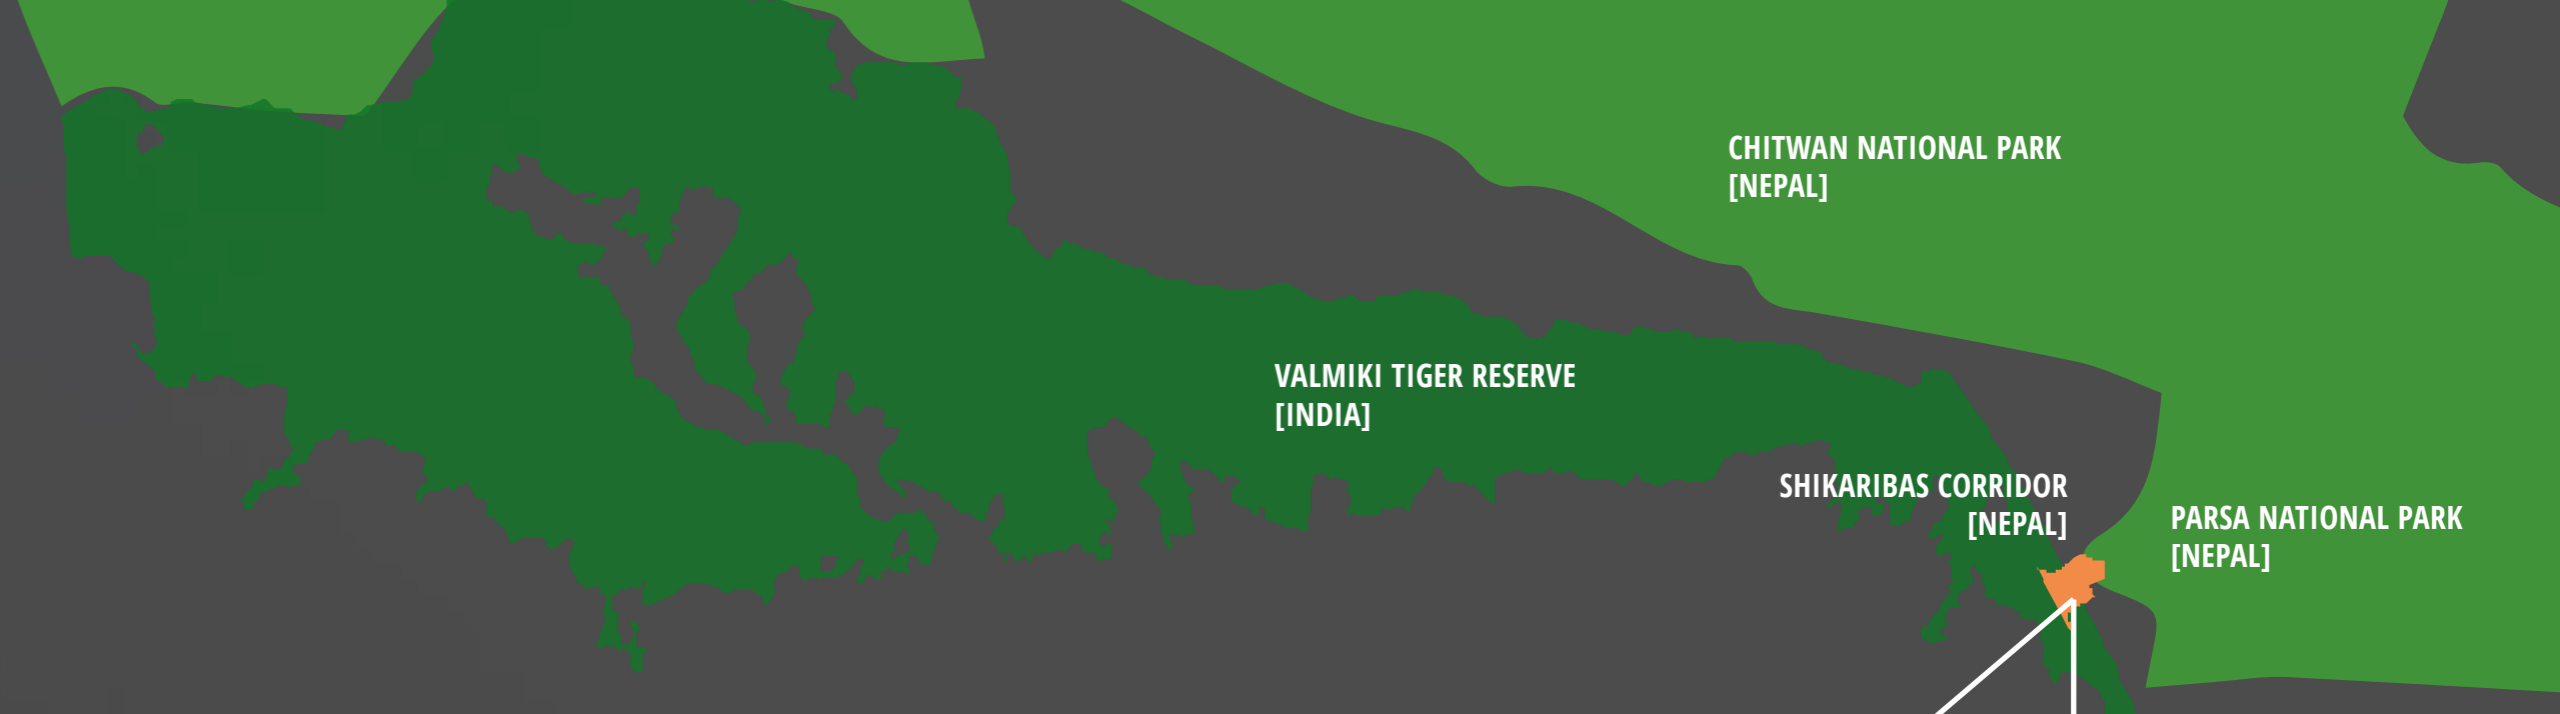 CHITWAN NATIONAL PARK
[NEPAL]
VALMIKI TIGER RESERVE
[INDIA]
SHIKARIBAS CORRIDOR
[NEPAL]
PARSA NATIONAL PARK
[NEPAL]